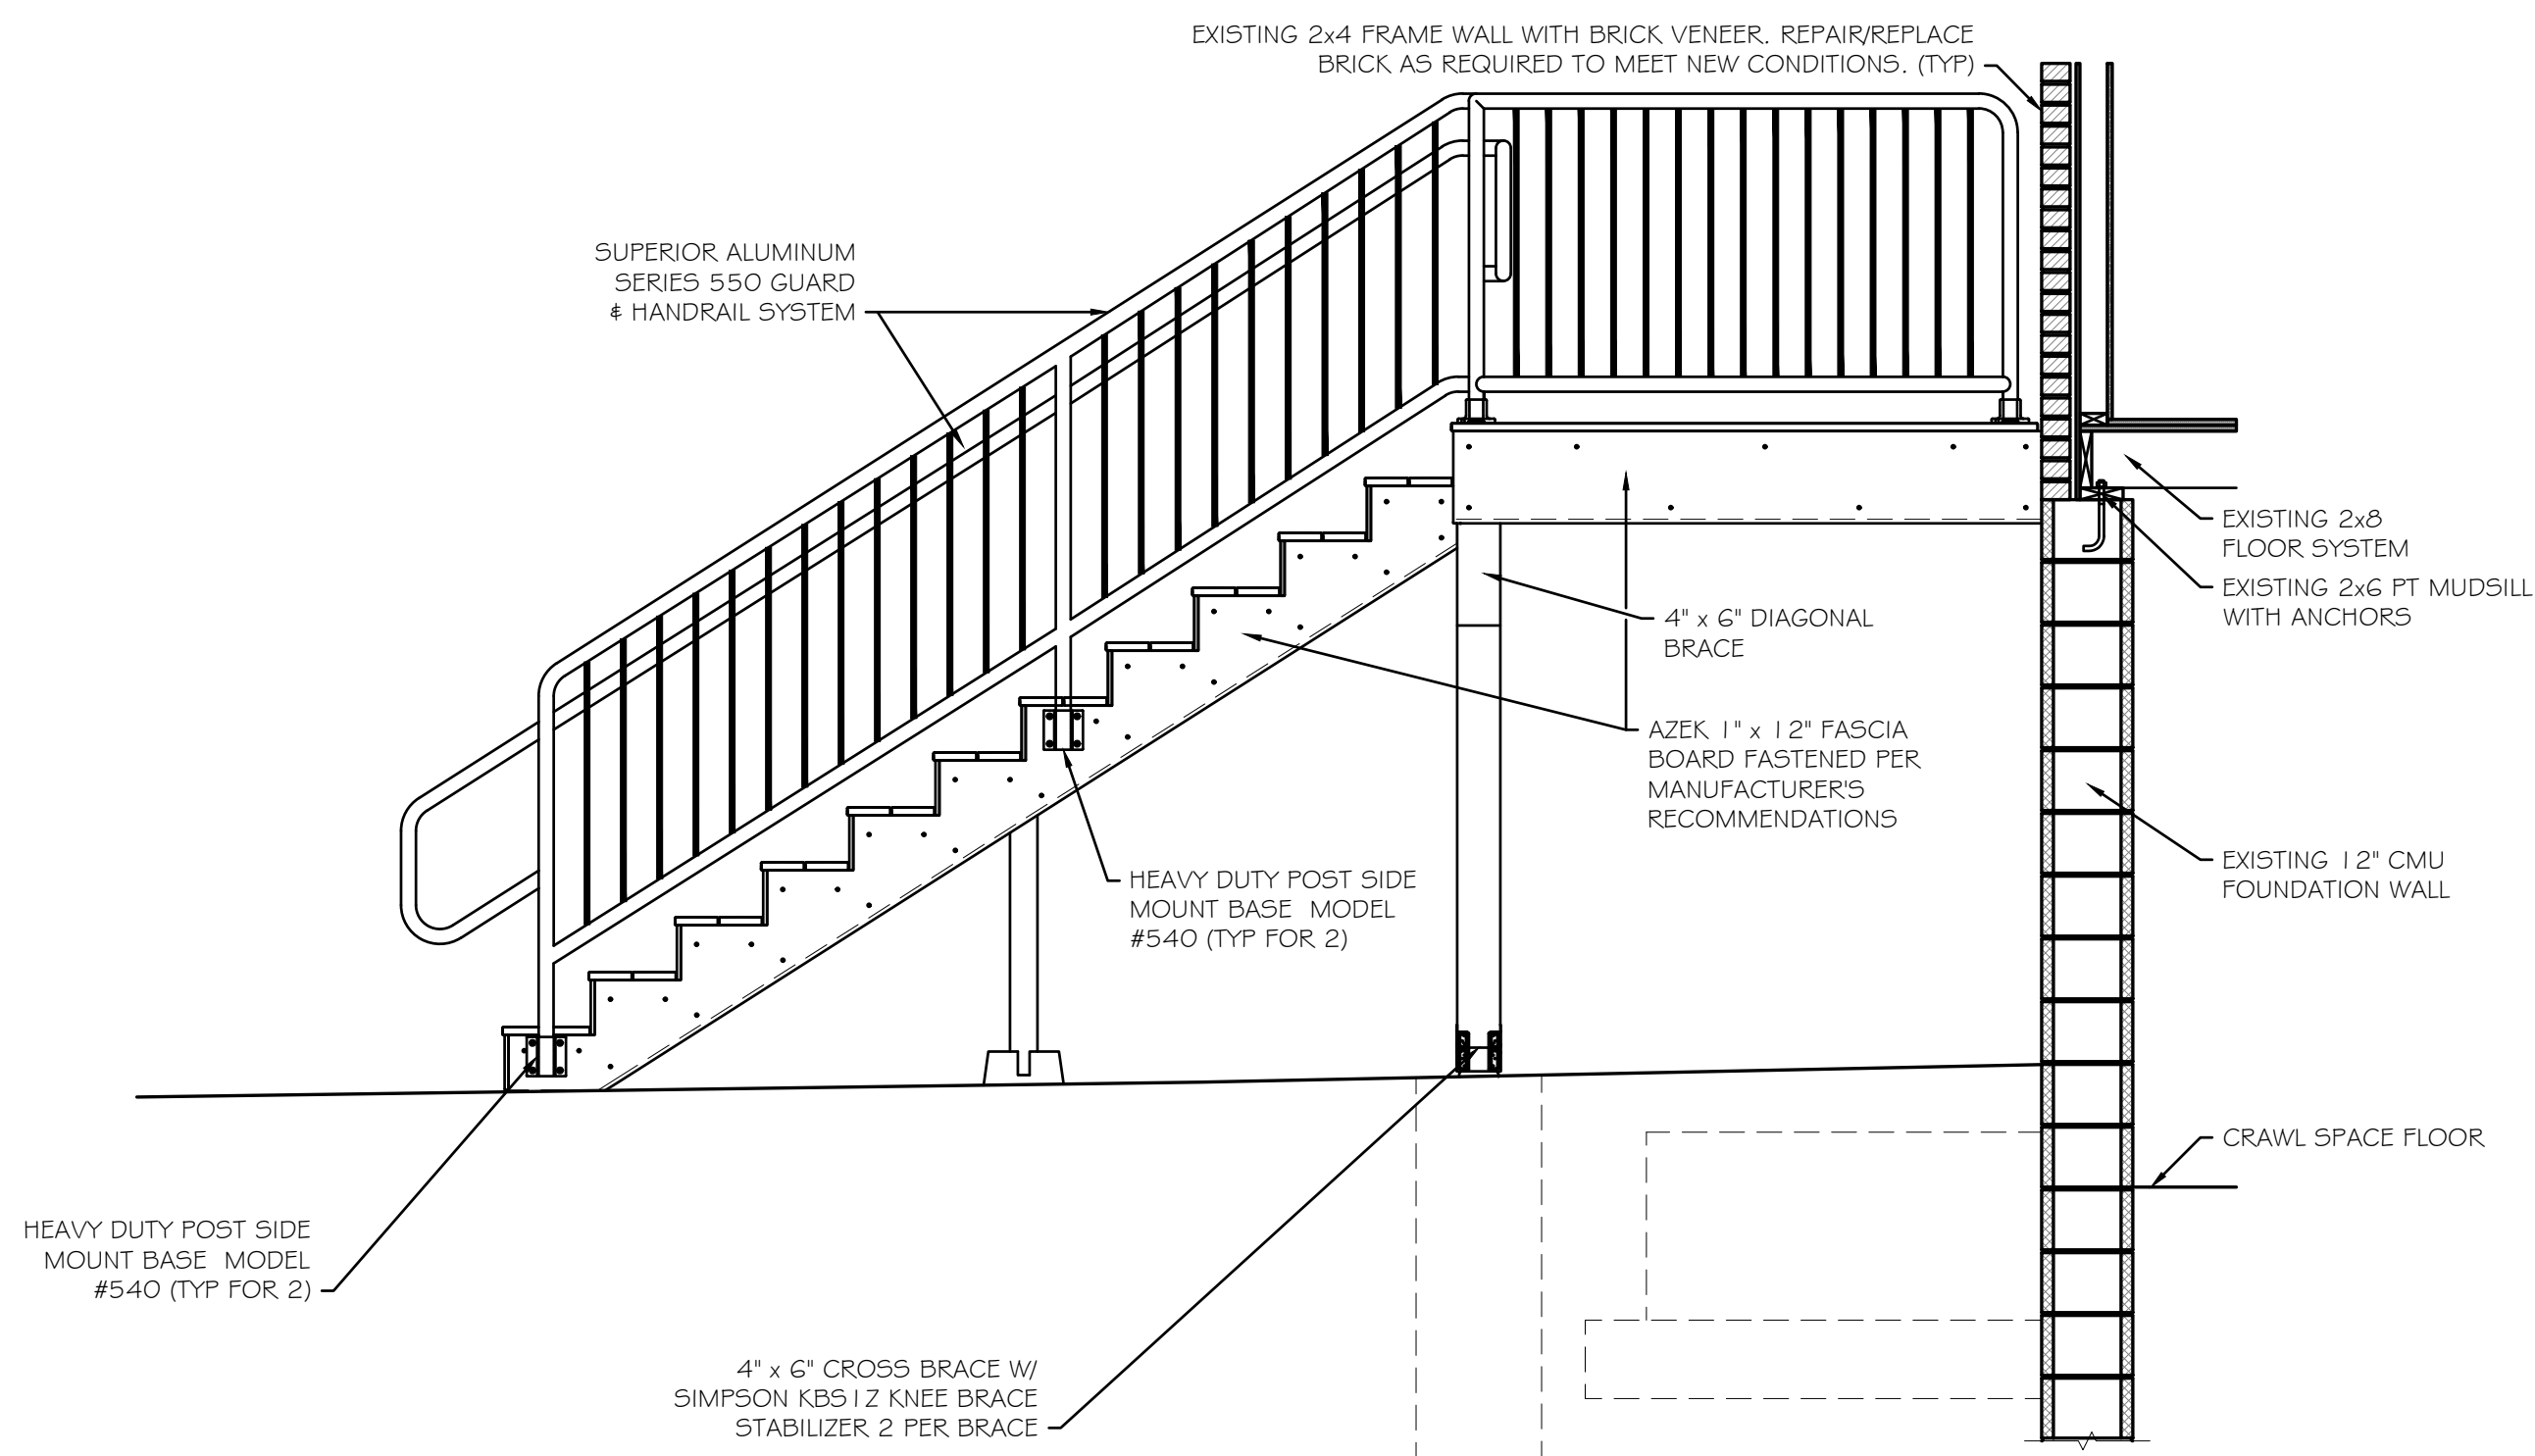 EXISTING 2x4 FRAME WALL WITH BRICK VENEER. REPAIR/REPLACE
BRICK AS REQUIRED TO MEET NEW CONDITIONS. (TYP)
SUPERIOR ALUMINUM
SERIES 550 GUARD
& HANDRAIL SYSTEM
EXISTING 2x8
FLOOR SYSTEM
EXISTING 2x6 PT MUDSILL
WITH ANCHORS
4" x 6" DIAGONAL
BRACE
AZEK 1" x 12" FASCIA
BOARD FASTENED PER
MANUFACTURER'S
RECOMMENDATIONS
HEAVY DUTY POST SIDE
MOUNT BASE MODEL
#540 (TYP FOR 2)
EXISTING 12" CMU
FOUNDATION WALL
CRAWL SPACE FLOOR
HEAVY DUTY POST SIDE
MOUNT BASE MODEL
#540 (TYP FOR 2)
4" x 6" CROSS BRACE W/
SIMPSON KBS1Z KNEE BRACE
STABILIZER 2 PER BRACE